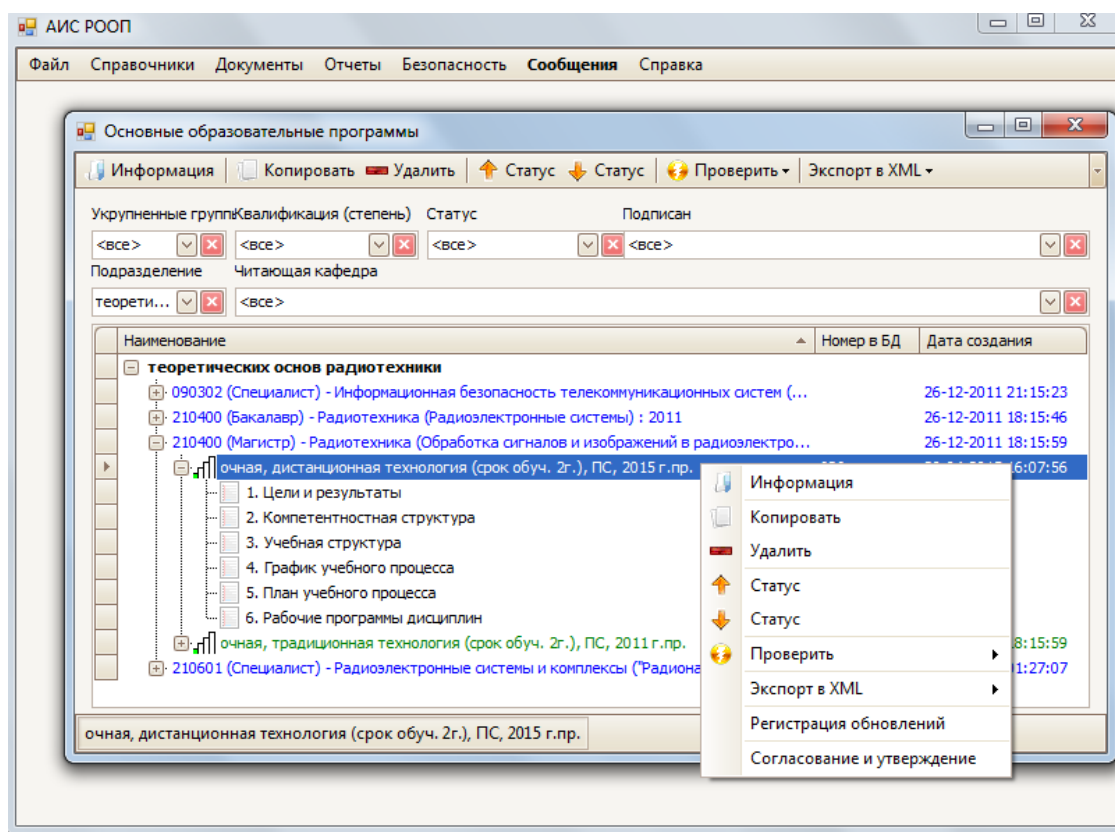 АИС РООП
Файл Справочники Документы Отчеты Безопасность Сообщения Справка
Основные образовательные программы
Информация Копировать Удалить Статус Статус Проверить Экспорт в XML
Укрупненные групп Квалификация (степень) Статус Подписан
<все> <все> <все> <все>
Подразделение Читающая кафедра
теорети... <все>
Наименование Номер в БД Дата создания
теоретических основ радиотехники
090302 (Специалист) - Информационная безопасность телекоммуникационных систем (... 26-12-2011 21:15:23
210400 (Бакалавр) - Радиотехника (Радиоэлектронные системы) : 2011 26-12-2011 18:15:46
210400 (Магистр) - Радиотехника (Обработка сигналов и изображений в радиоэлектро... 26-12-2011 18:15:59
очная, дистанционная технология (срок обуч. 2г.), ПС, 2015 г.пр. 6:07:56
1. Цели и результаты
2. Компетентностная структура
3. Учебная структура
4. График учебного процесса
5. План учебного процесса
6. Рабочие программы дисциплин
очная, традиционная технология (срок обуч. 2г.), ПС, 2011 г.пр. 8:15:59
210601 (Специалист) - Радиоэлектронные системы и комплексы ("Радиона 1:27:07
Информация
Копировать
Удалить
Статус
Статус
Проверить
Экспорт в XML
Регистрация обновлений
Согласование и утверждение
очная, дистанционная технология (срок обуч. 2г.), ПС, 2015 г.пр.